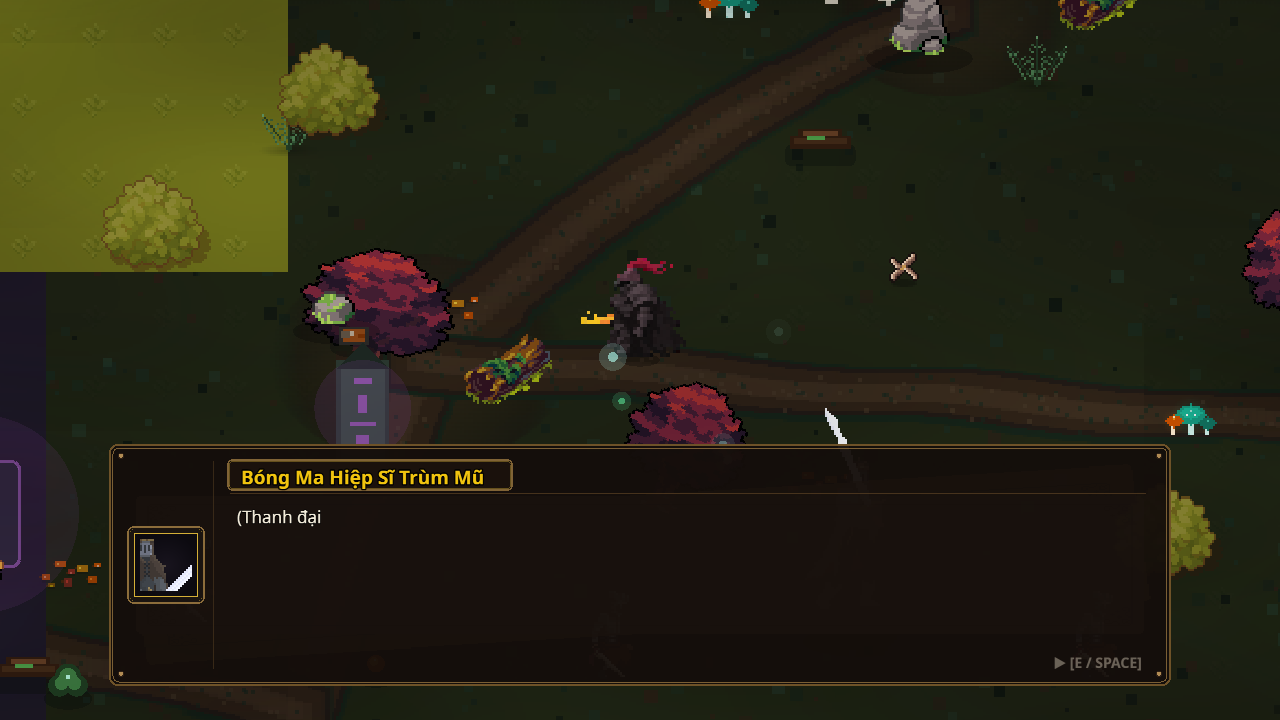 Bóng Ma Hiệp Sĩ Trùm Mũ
(Thanh đại
▶ [E / SPACE]